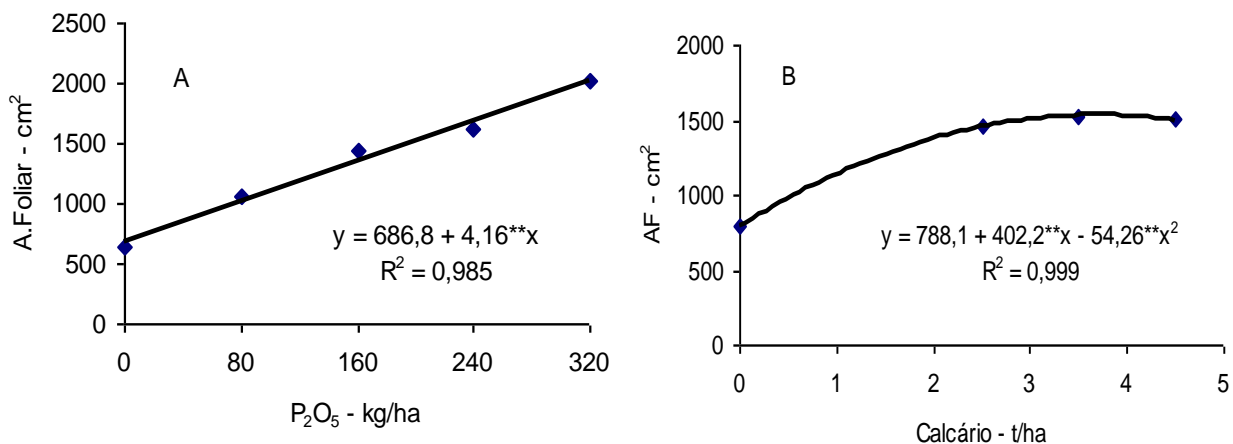 A
A.Foliar - cm²
2500
2000
1500
1000
500
0
y = 686,8 + 4,16**x
R² = 0,985
0 80 160 240 320
P₂O₅ - kg/ha
B
AF - cm²
2000
1500
1000
500
0
y = 788,1 + 402,2**x - 54,26**x²
R² = 0,999
0 1 2 3 4 5
Calcário - t/ha